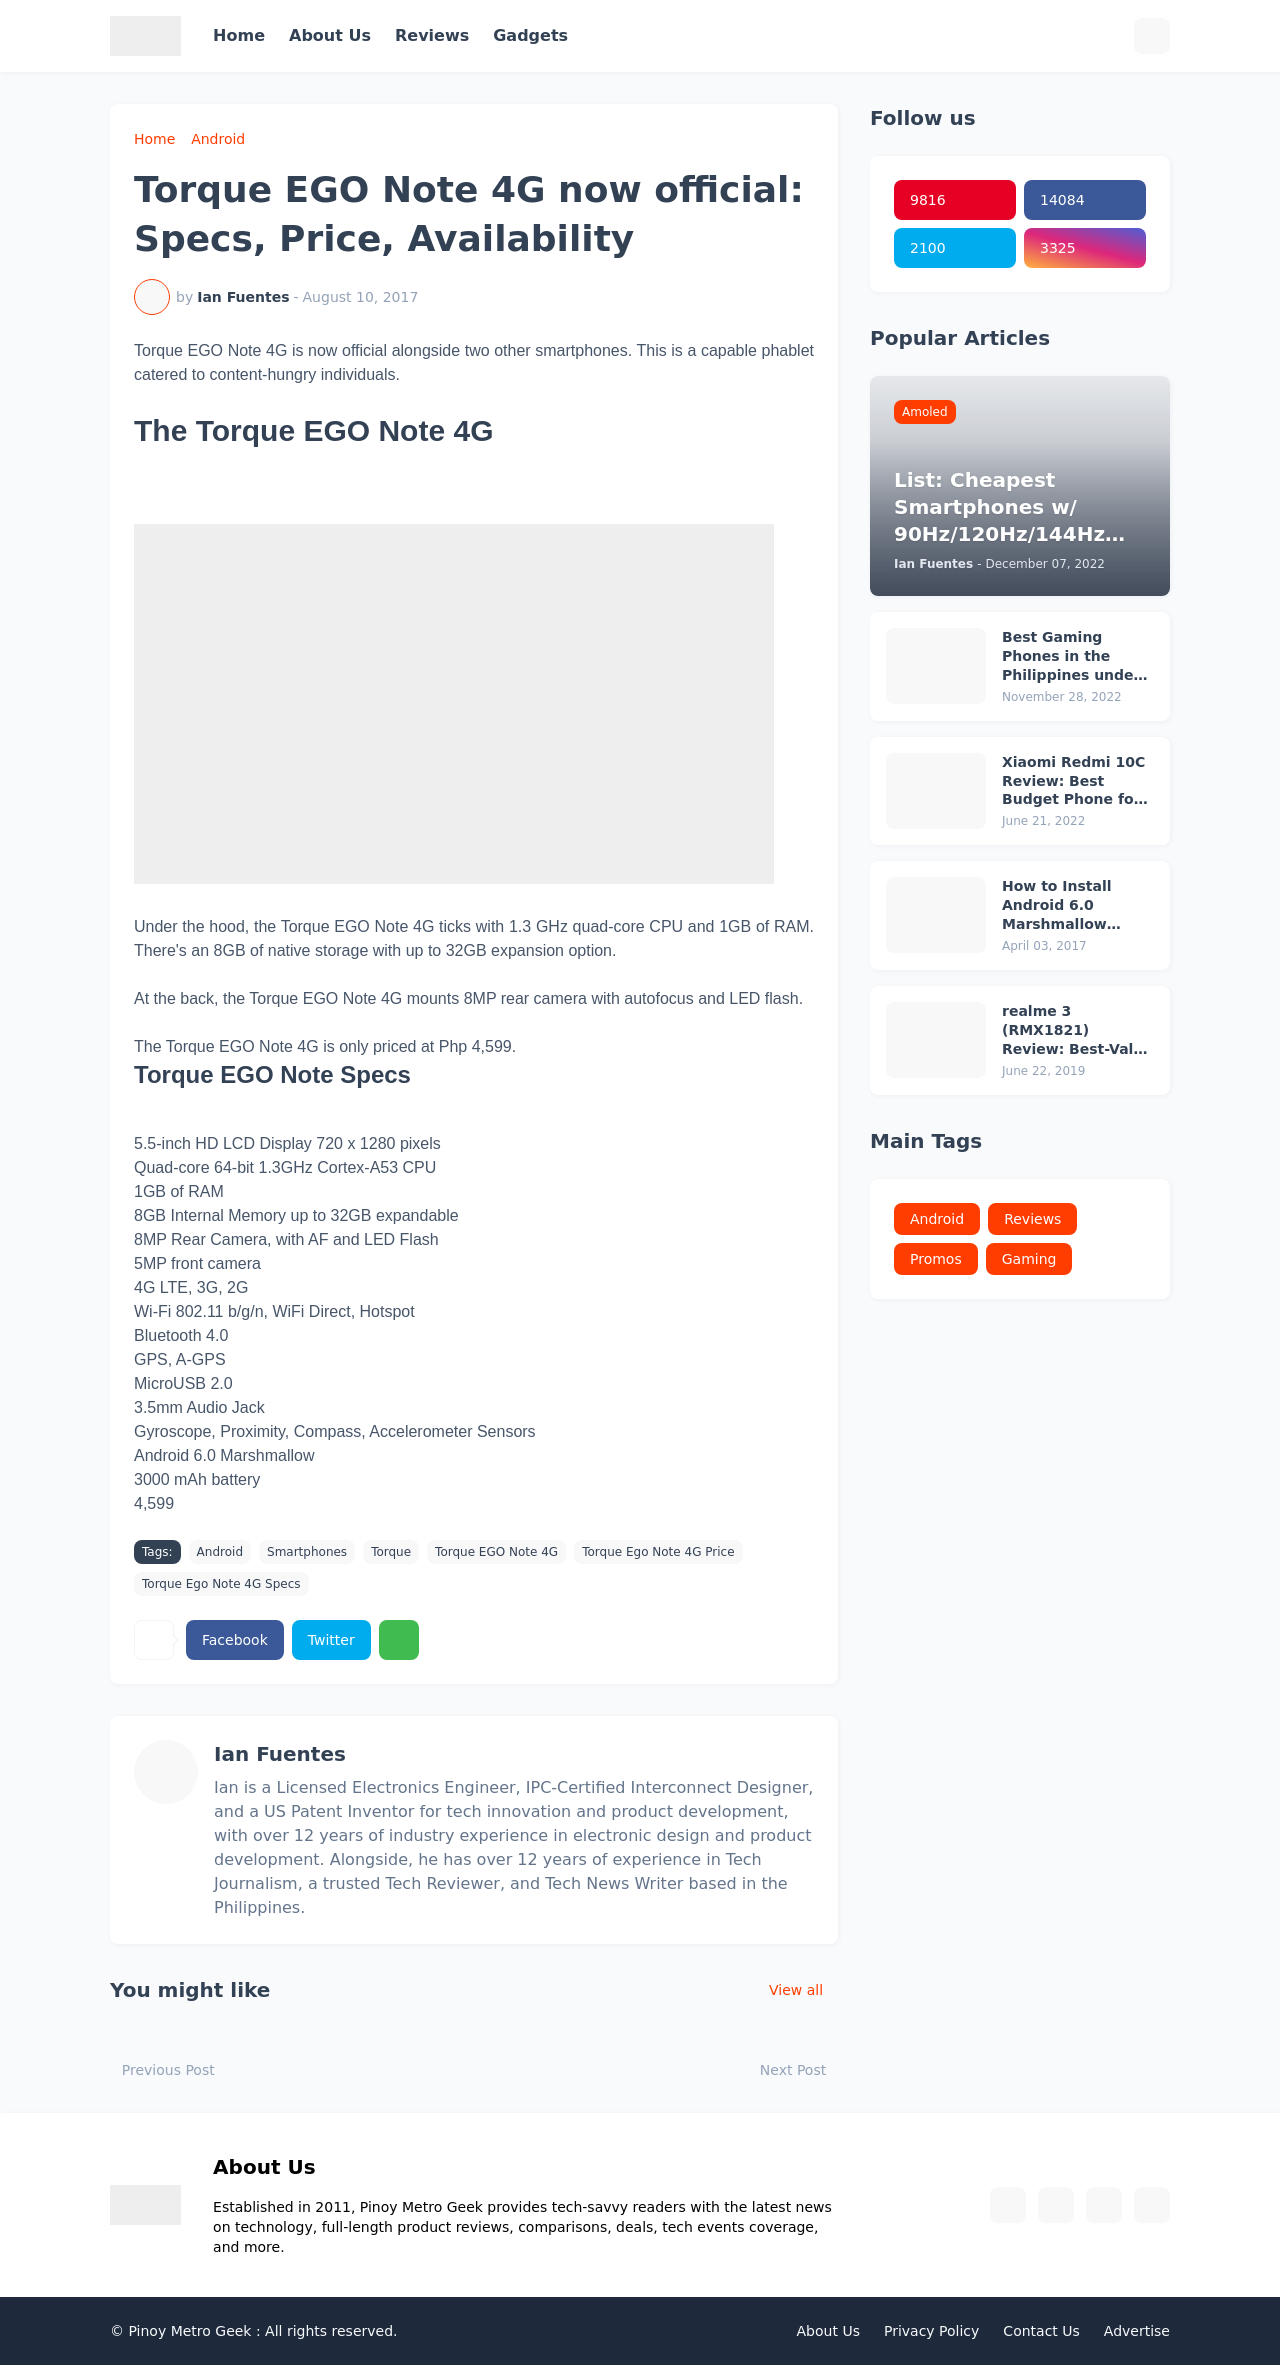 Home About Us Reviews Gadgets
Home Android
Torque EGO Note 4G now official:
Specs, Price, Availability
by Ian Fuentes - August 10, 2017
Torque EGO Note 4G is now official alongside two other smartphones. This is a capable phablet
catered to content-hungry individuals.
The Torque EGO Note 4G
Under the hood, the Torque EGO Note 4G ticks with 1.3 GHz quad-core CPU and 1GB of RAM.
There's an 8GB of native storage with up to 32GB expansion option.
At the back, the Torque EGO Note 4G mounts 8MP rear camera with autofocus and LED flash.
The Torque EGO Note 4G is only priced at Php 4,599.
Torque EGO Note Specs
5.5-inch HD LCD Display 720 x 1280 pixels
Quad-core 64-bit 1.3GHz Cortex-A53 CPU
1GB of RAM
8GB Internal Memory up to 32GB expandable
8MP Rear Camera, with AF and LED Flash
5MP front camera
4G LTE, 3G, 2G
Wi-Fi 802.11 b/g/n, WiFi Direct, Hotspot
Bluetooth 4.0
GPS, A-GPS
MicroUSB 2.0
3.5mm Audio Jack
Gyroscope, Proximity, Compass, Accelerometer Sensors
Android 6.0 Marshmallow
3000 mAh battery
4,599
Tags: Android Smartphones Torque Torque EGO Note 4G Torque Ego Note 4G Price
Torque Ego Note 4G Specs
Facebook Twitter
Ian Fuentes
Ian is a Licensed Electronics Engineer, IPC-Certified Interconnect Designer,
and a US Patent Inventor for tech innovation and product development,
with over 12 years of industry experience in electronic design and product
development. Alongside, he has over 12 years of experience in Tech
Journalism, a trusted Tech Reviewer, and Tech News Writer based in the
Philippines.
You might like View all
Previous Post Next Post
Follow us
9816 14084
2100 3325
Popular Articles
Amoled
List: Cheapest
Smartphones w/
90Hz/120Hz/144Hz…
Ian Fuentes - December 07, 2022
Best Gaming
Phones in the
Philippines unde…
November 28, 2022
Xiaomi Redmi 10C
Review: Best
Budget Phone fo…
June 21, 2022
How to Install
Android 6.0
Marshmallow…
April 03, 2017
realme 3
(RMX1821)
Review: Best-Val…
June 22, 2019
Main Tags
Android Reviews
Promos Gaming
About Us
Established in 2011, Pinoy Metro Geek provides tech-savvy readers with the latest news
on technology, full-length product reviews, comparisons, deals, tech events coverage,
and more.
© Pinoy Metro Geek : All rights reserved. About Us Privacy Policy Contact Us Advertise